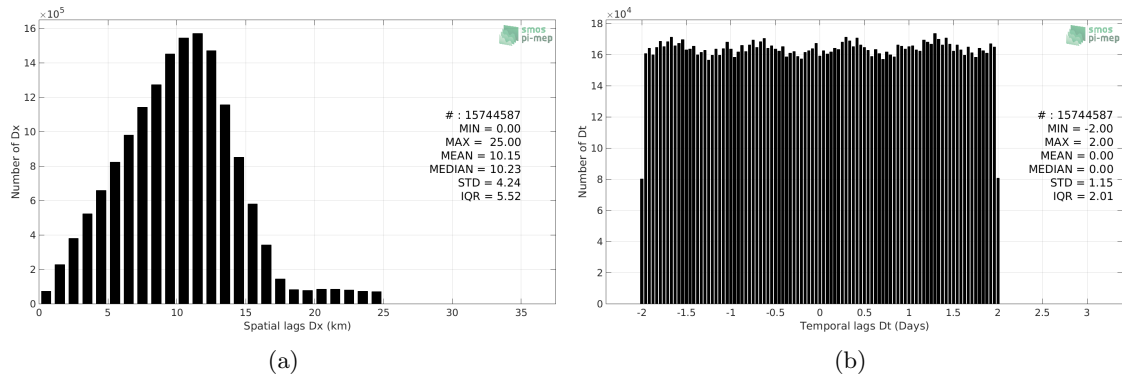 ×10⁵
16
14
12
10
8
6
4
2
0
Number of Dx
smos
pi-mep
# : 15744587
MIN = 0.00
MAX = 25.00
MEAN = 10.15
MEDIAN = 10.23
STD = 4.24
IQR = 5.52
0 5 10 15 20 25 30 35
Spatial lags Dx (km)
(a)
×10⁴
18
16
14
12
10
8
6
4
2
0
Number of Dt
smos
pi-mep
# : 15744587
MIN = -2.00
MAX = 2.00
MEAN = 0.00
MEDIAN = 0.00
STD = 1.15
IQR = 2.01
-2 -1.5 -1 -0.5 0 0.5 1 1.5 2 2.5 3
Temporal lags Dt (Days)
(b)